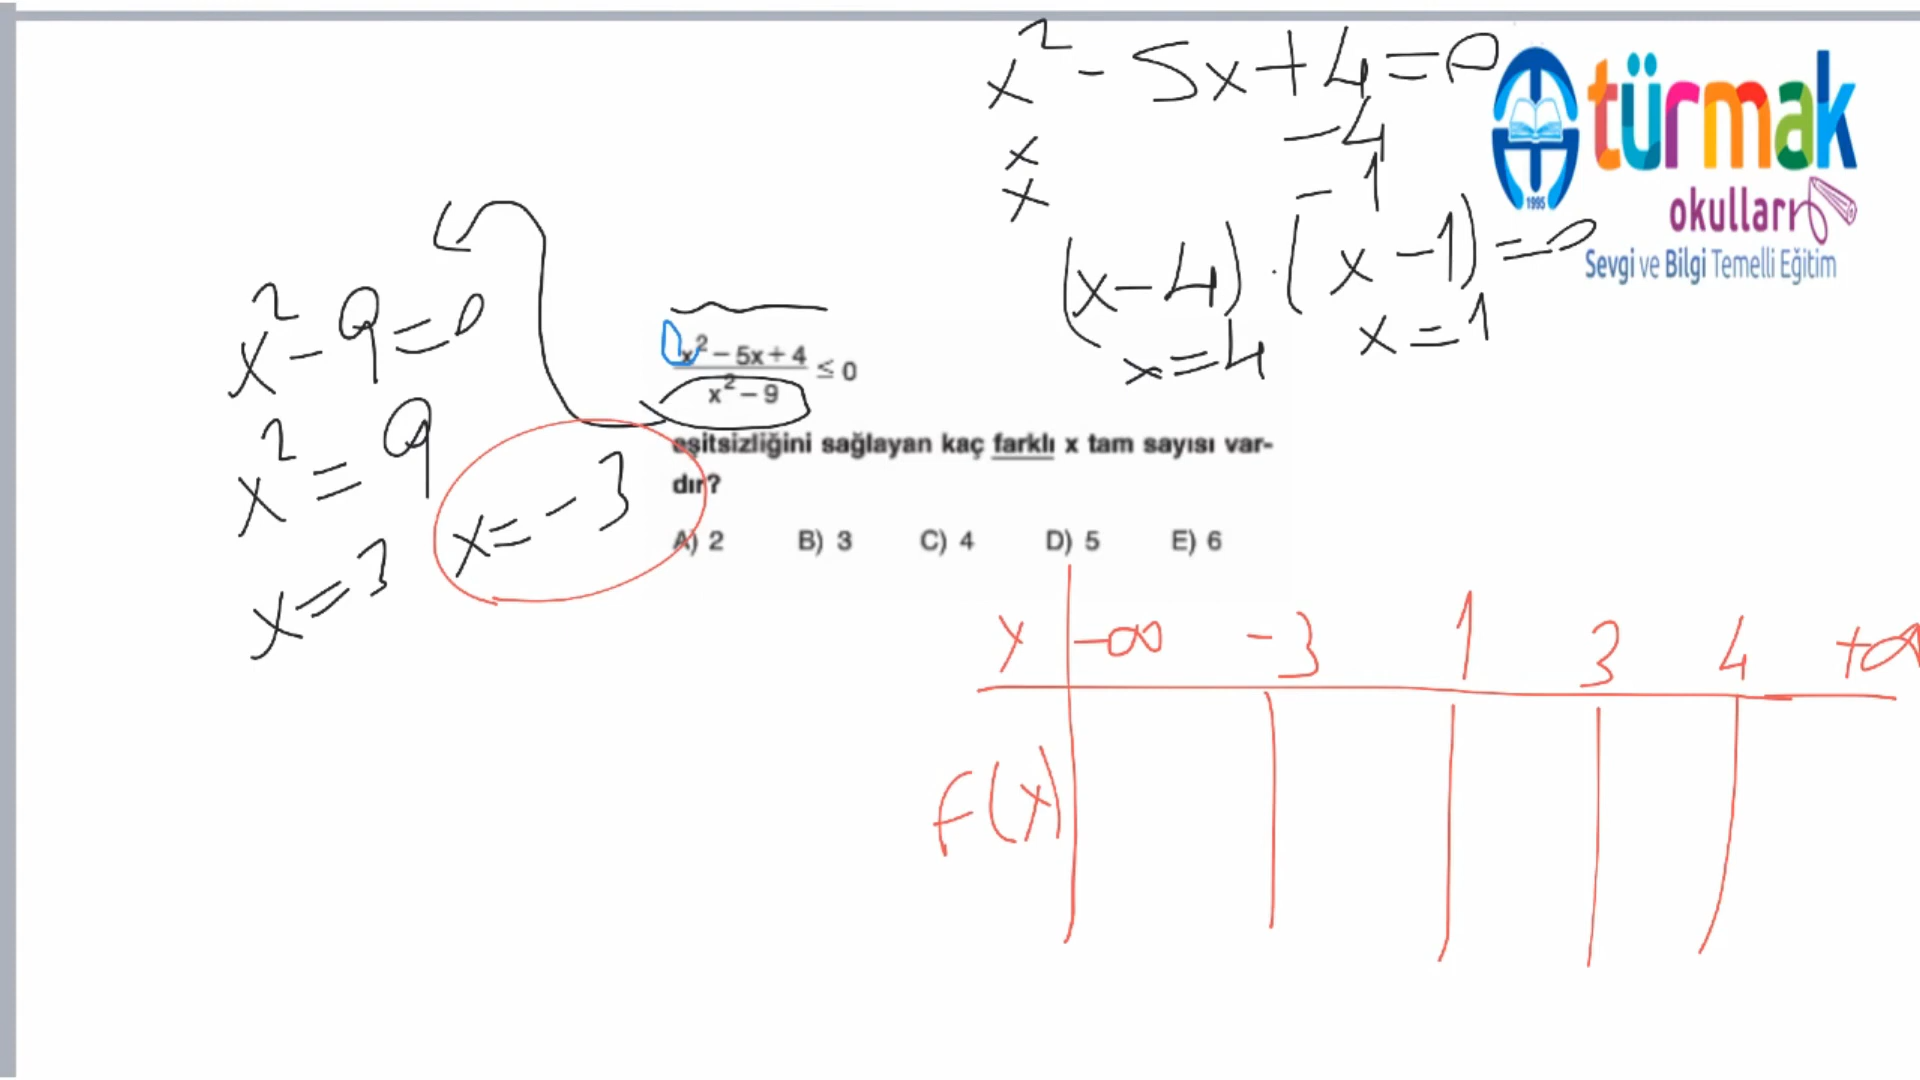 x² - 5x + 4 = 0
x -4
x -1
(x - 4) · (x - 1) = 0
x = 4 x = 1
türmak
okulları
1995
Sevgi ve Bilgi Temelli Eğitim
x² - 9 = 0
x² = 9
x = 3 x = -3
x² − 5x + 4
x² − 9
≤ 0
eşitsizliğini sağlayan kaç farklı x tam sayısı var-
dır?
A) 2 B) 3 C) 4 D) 5 E) 6
x -∞ -3 1 3 4 +∞
F(x)